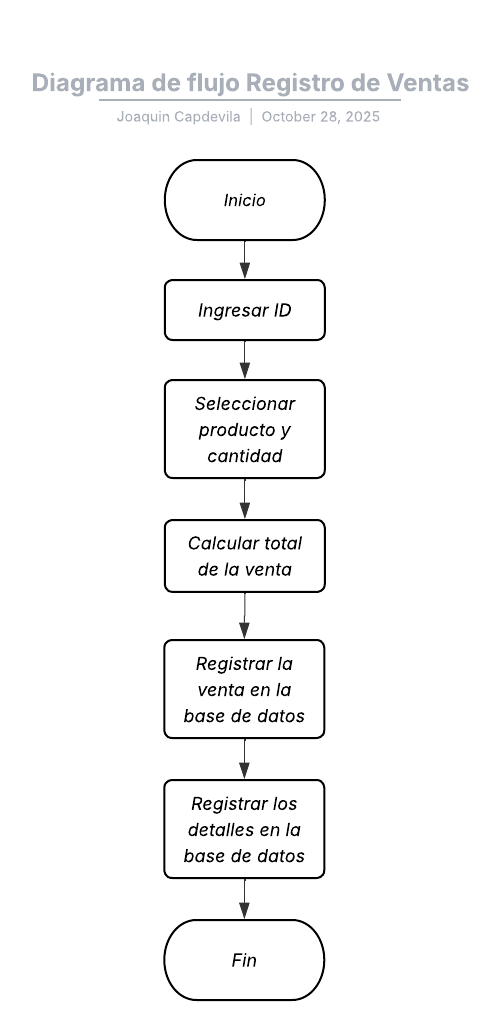 Diagrama de flujo Registro de Ventas
Joaquin Capdevila | October 28, 2025
Inicio
Ingresar ID
Seleccionar
producto y
cantidad
Calcular total
de la venta
Registrar la
venta en la
base de datos
Registrar los
detalles en la
base de datos
Fin